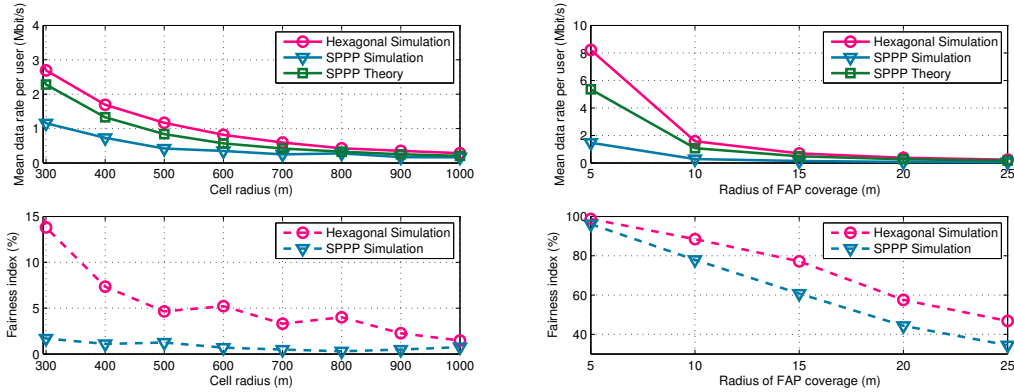 Mean data rate per user (Mbit/s)
4
3
2
1
0
300 400 500 600 700 800 900 1000
Cell radius (m)
Hexagonal Simulation
SPPP Simulation
SPPP Theory
Mean data rate per user (Mbit/s)
10
8
6
4
2
0
5 10 15 20 25
Radius of FAP coverage (m)
Hexagonal Simulation
SPPP Simulation
SPPP Theory
Fairness index (%)
15
10
5
0
300 400 500 600 700 800 900 1000
Cell radius (m)
Hexagonal Simulation
SPPP Simulation
Fairness index (%)
100
80
60
40
5 10 15 20 25
Radius of FAP coverage (m)
Hexagonal Simulation
SPPP Simulation